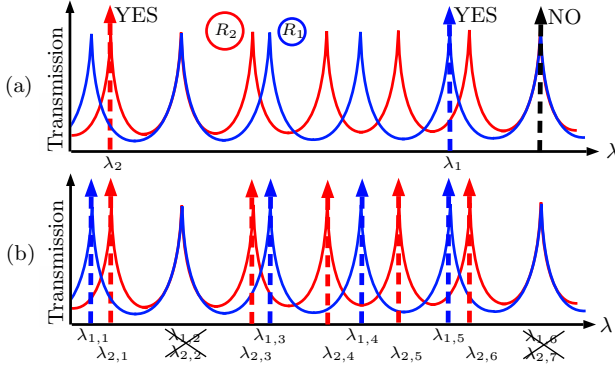 YES R₂ R₁ YES NO
(a)
Transmission
λ₂ λ₁ λ
(b)
Transmission
λ
λ₁,₁ λ₁,₂ λ₁,₃ λ₁,₄ λ₁,₅ λ₁,₆
λ₂,₁ λ₂,₂ λ₂,₃ λ₂,₄ λ₂,₅ λ₂,₆ λ₂,₇